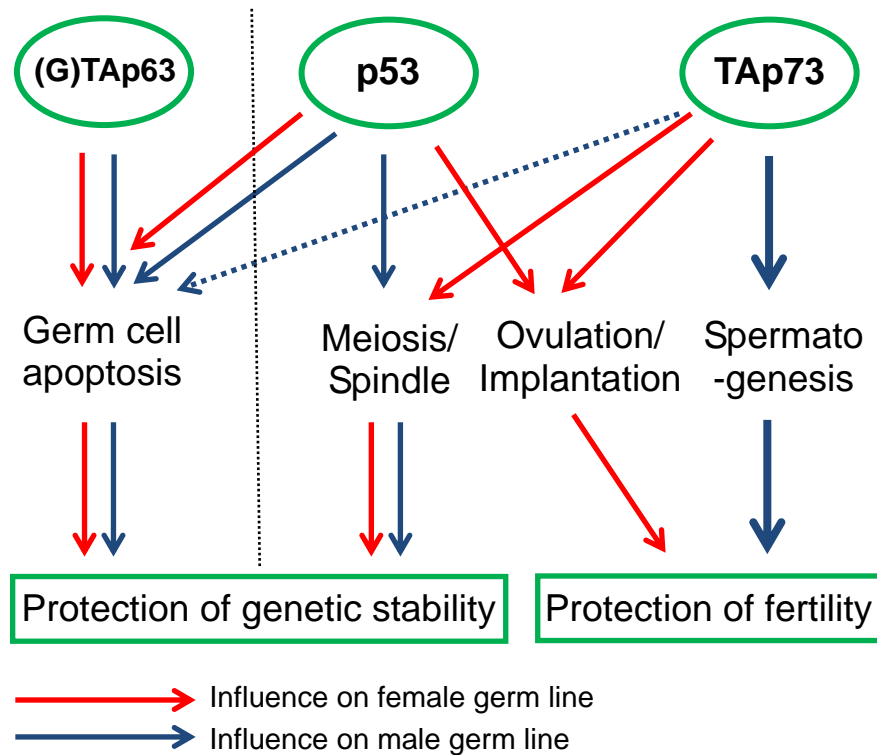 (G)TAp63
p53
TAp73
Germ cell
apoptosis
Meiosis/
Spindle
Ovulation/
Implantation
Spermato
-genesis
Protection of genetic stability
Protection of fertility
Influence on female germ line
Influence on male germ line